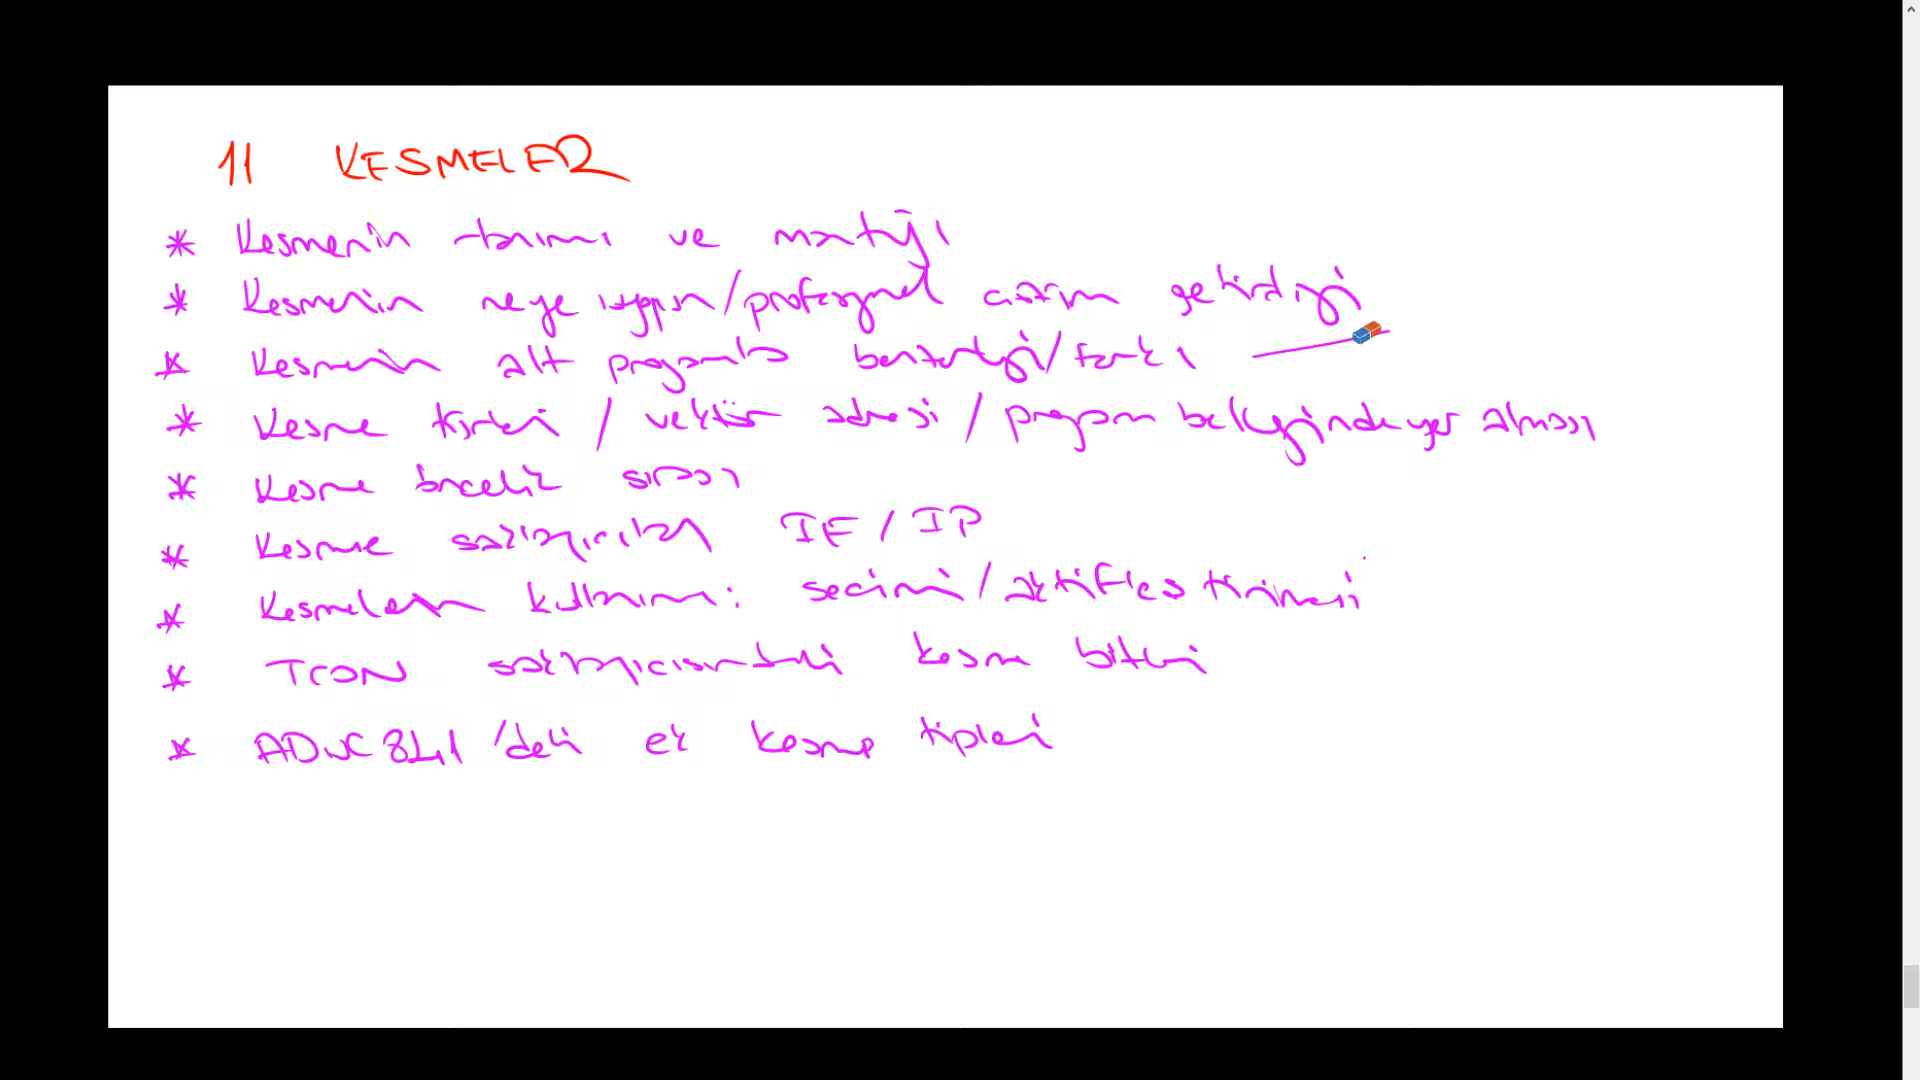 11 KESMELER
* Kesmenin tanımı ve mantığı
* Kesmenin neye uygun/profesyonel çözüm getirdiği
* Kesmenin alt programla benzerliği/farkı
* Kesme türleri / vektör adresi / program belleğinde yer alması
* Kesme öncelik sırası
* Kesme saklayıcıları IE / IP
* Kesmelerin kullanımı: seçimi/aktifleştirilmesi
* TCON saklayıcısındaki kesme bitleri
* ADuC841'deki ek kesme tipleri